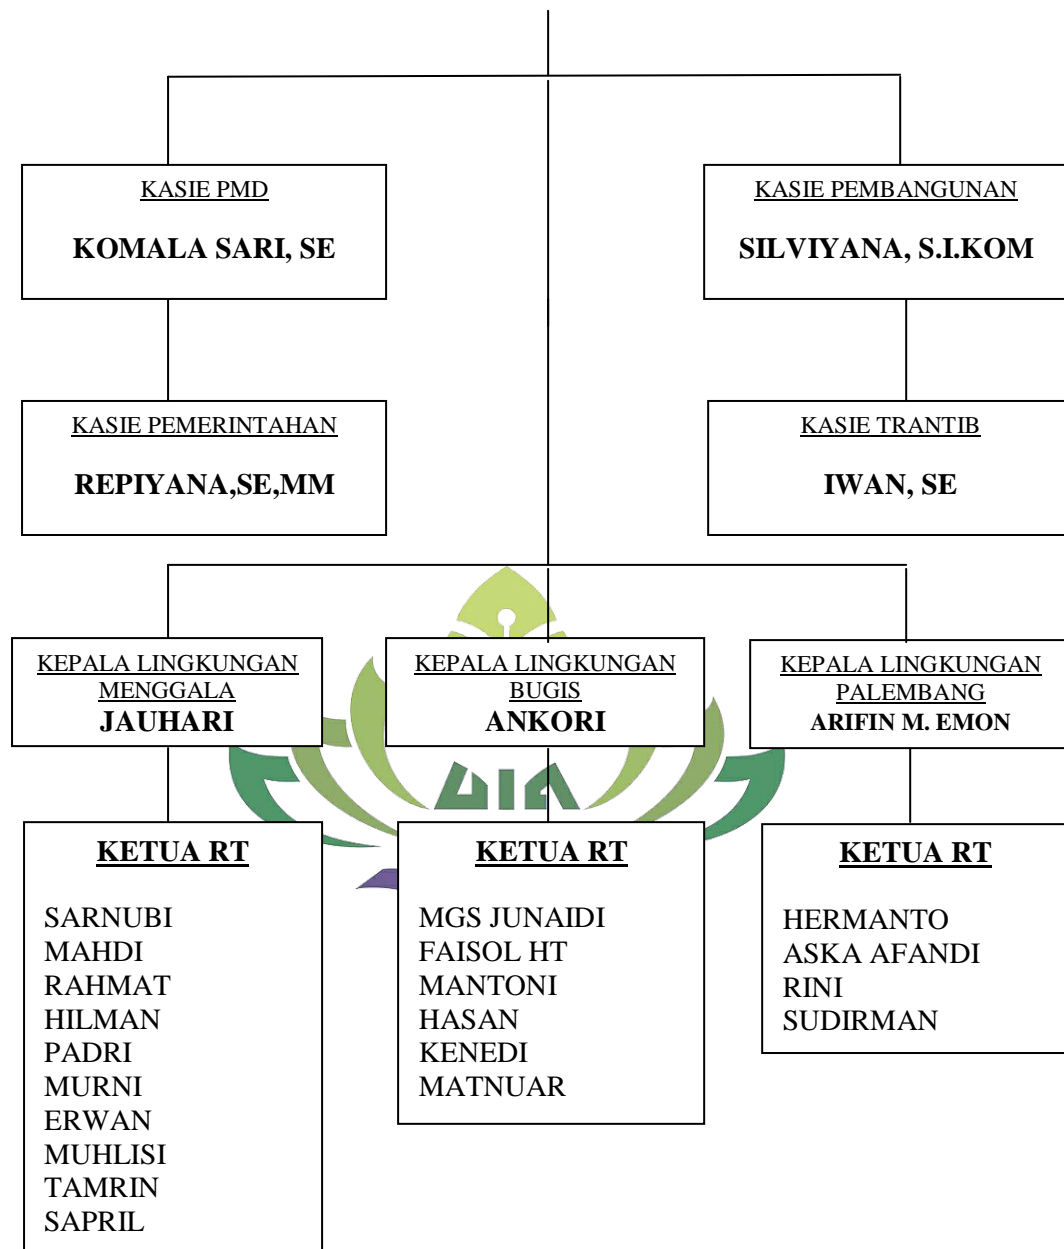 KASIE PMD
KOMALA SARI, SE
KASIE PEMBANGUNAN
SILVIYANA, S.I.KOM
KASIE PEMERINTAHAN
REPIYANA,SE,MM
KASIE TRANTIB
IWAN, SE
KEPALA LINGKUNGAN
MENGGALA
JAUHARI
KEPALA LINGKUNGAN
BUGIS
ANKORI
KEPALA LINGKUNGAN
PALEMBANG
ARIFIN M. EMON
KETUA RT
SARNUBI
MAHDI
RAHMAT
HILMAN
PADRI
MURNI
ERWAN
MUHLISI
TAMRIN
SAPRIL
KETUA RT
MGS JUNAIDI
FAISOL HT
MANTONI
HASAN
KENEDI
MATNUAR
KETUA RT
HERMANTO
ASKA AFANDI
RINI
SUDIRMAN